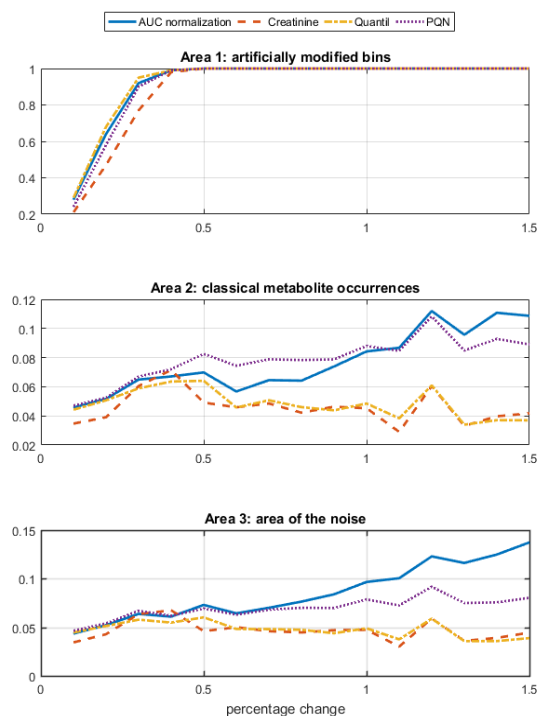 AUC normalization Creatinine Quantil PQN
Area 1: artificially modified bins
1
0.8
0.6
0.4
0.2
0 0.5 1 1.5
Area 2: classical metabolite occurrences
0.12
0.1
0.08
0.06
0.04
0.02
0 0.5 1 1.5
Area 3: area of the noise
0.15
0.1
0.05
0
0 0.5 1 1.5
percentage change